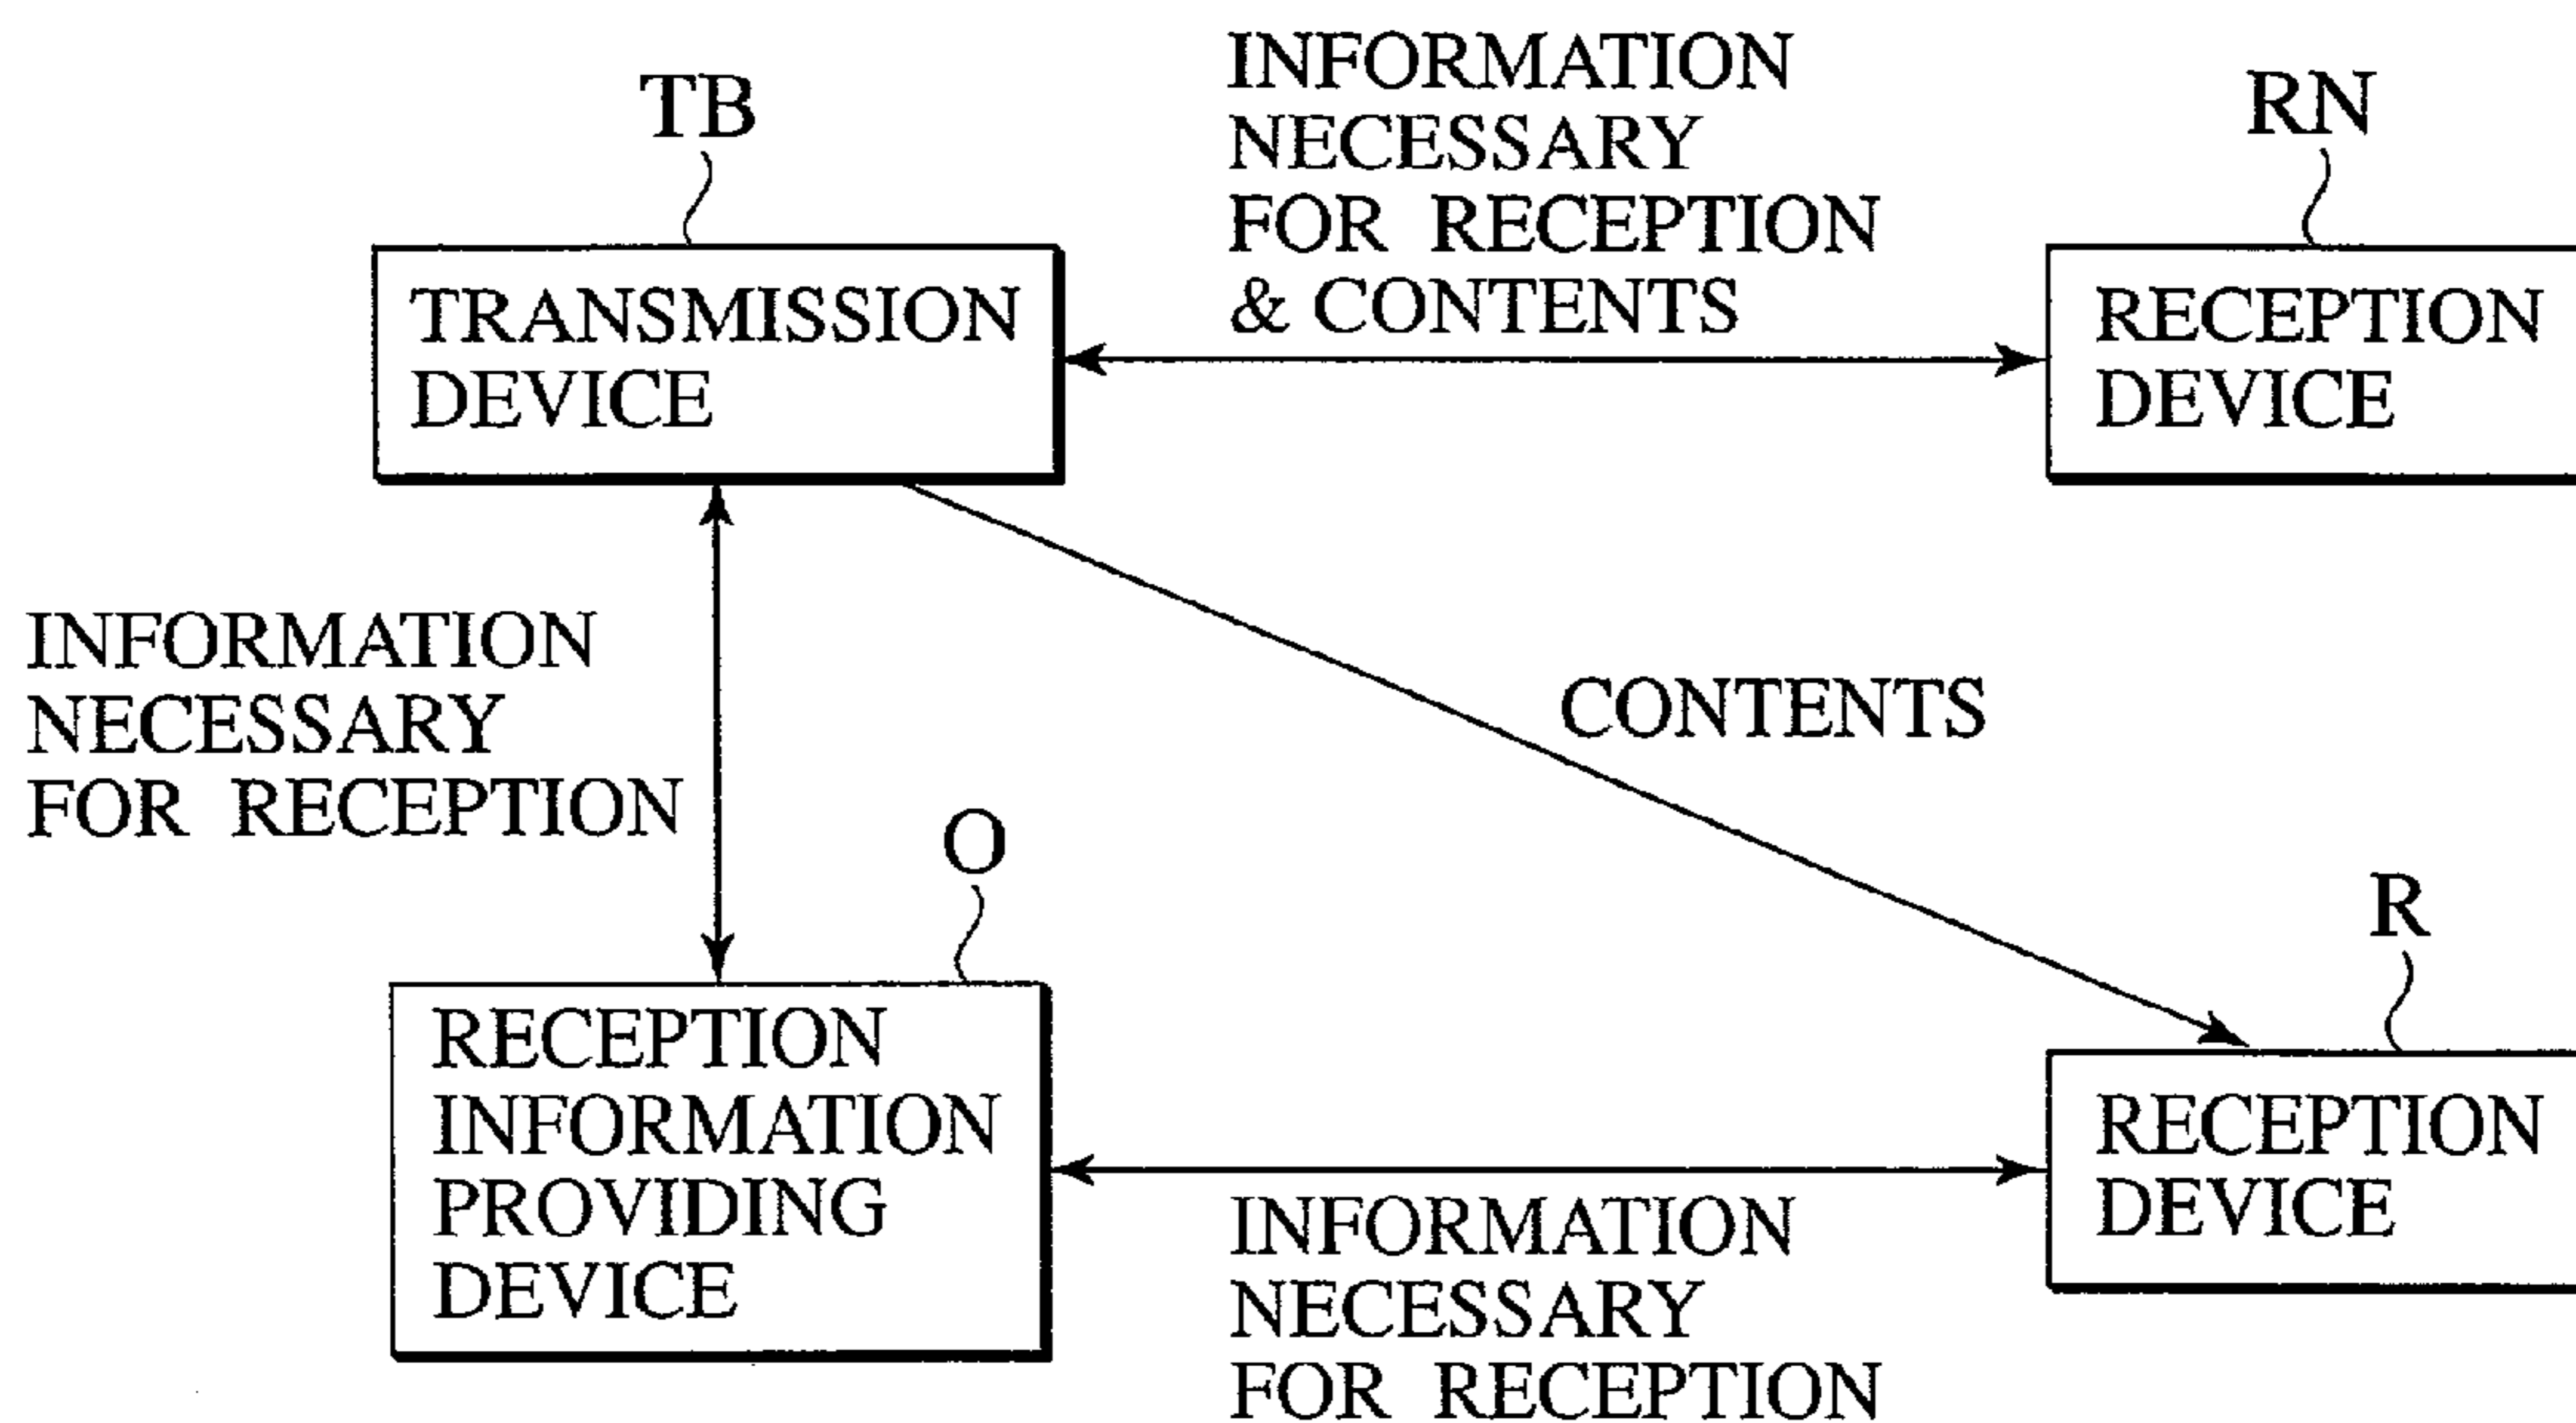 TB
INFORMATION
NECESSARY
FOR RECEPTION
& CONTENTS
RN
TRANSMISSION
DEVICE
RECEPTION
DEVICE
INFORMATION
NECESSARY
FOR RECEPTION
CONTENTS
O
R
RECEPTION
INFORMATION
PROVIDING
DEVICE
RECEPTION
DEVICE
INFORMATION
NECESSARY
FOR RECEPTION